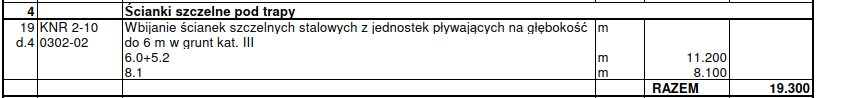 4 Ścianki szczelne pod trapy
19 KNR 2-10 Wbijanie ścianek szczelnych stalowych z jednostek pływających na głębokość m
d.4 0302-02 do 6 m w grunt kat. III
6.0+5.2 m 11.200
8.1 m 8.100
RAZEM 19.300